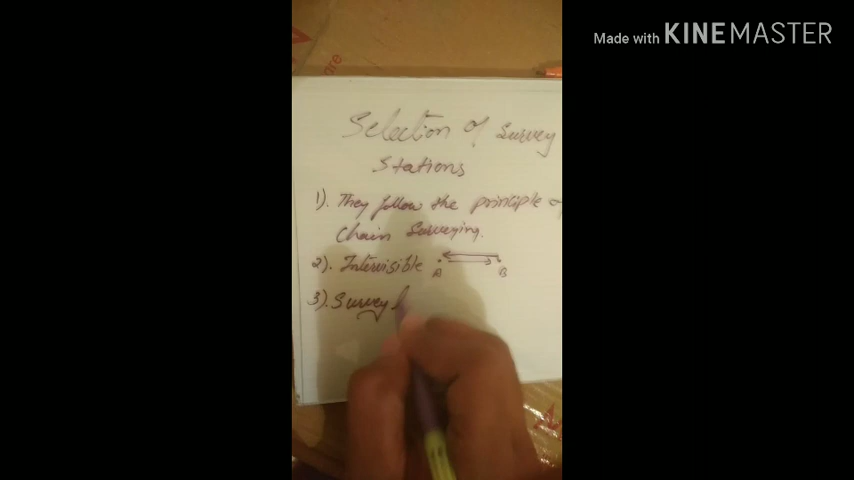 Made with KINEMASTER
are
Selection of Survey
Stations
1). They follow the principle of
Chain Surveying.
2). Intervisible A B
3). Survey l